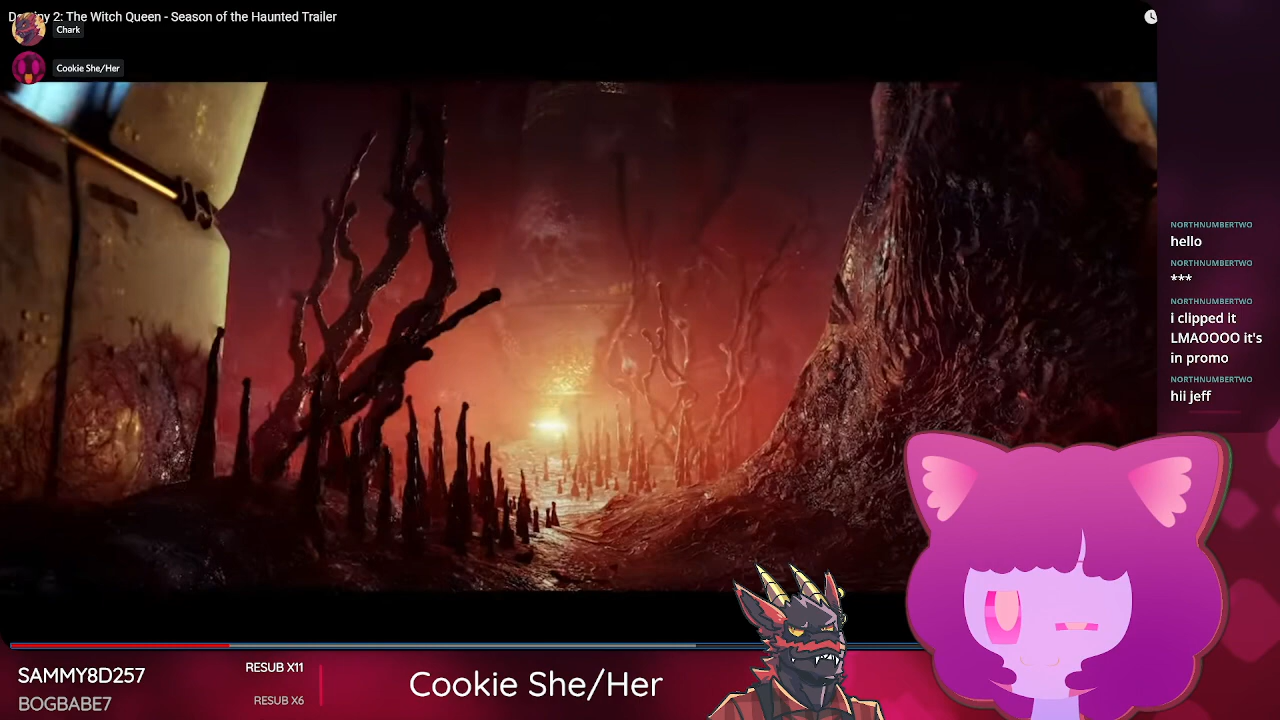 Destiny 2: The Witch Queen - Season of the Haunted Trailer
Chark
Cookie She/Her
NORTHNUMBERTWO
hello
NORTHNUMBERTWO
***
NORTHNUMBERTWO
i clipped it
LMAOOOO it's
in promo
NORTHNUMBERTWO
hii jeff
SAMMY8D257
RESUB X11
BOGBABE7
RESUB X6
Cookie She/Her